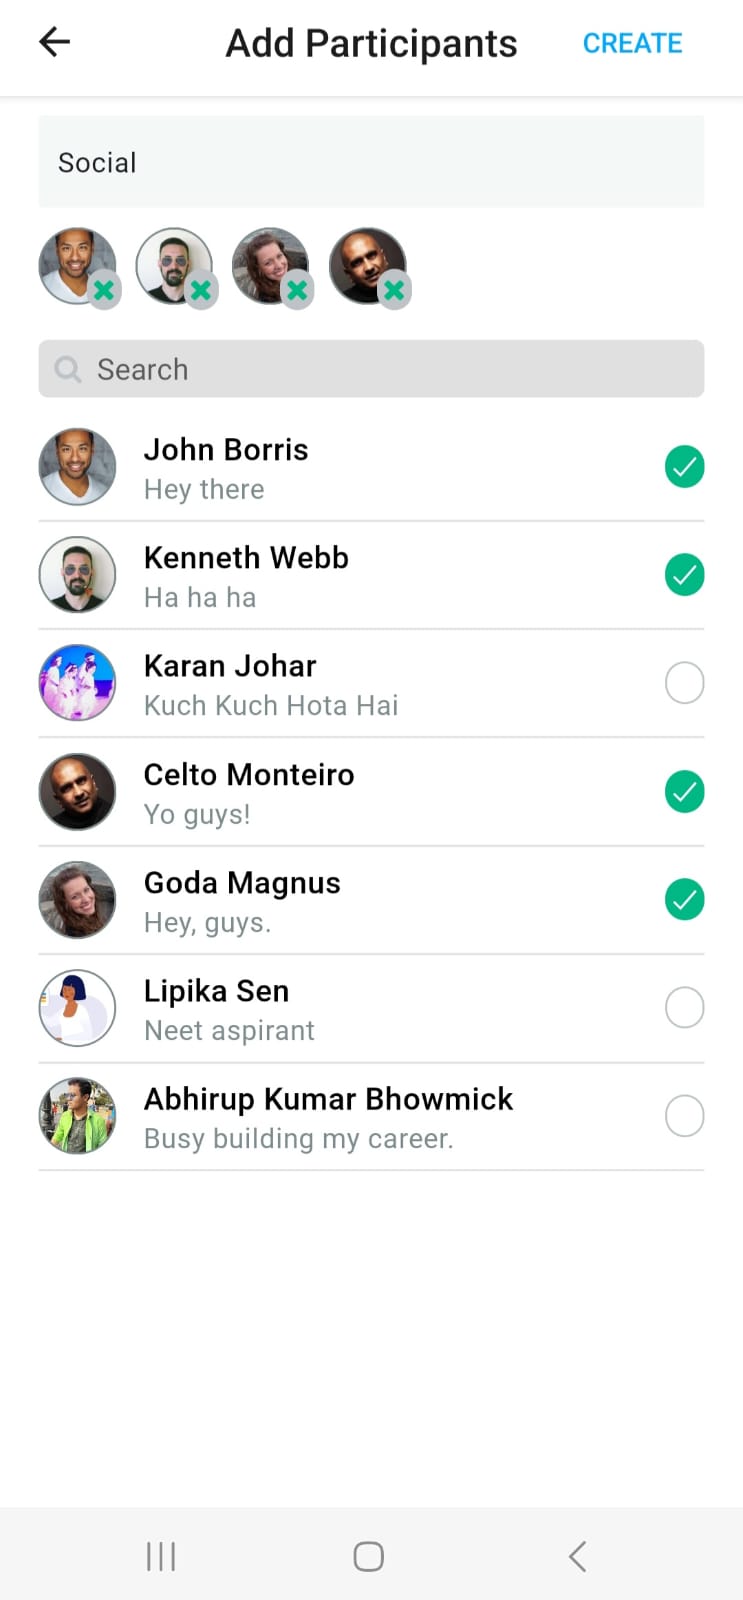 Add Participants
CREATE
Social
Search
John Borris
Hey there
Kenneth Webb
Ha ha ha
Karan Johar
Kuch Kuch Hota Hai
Celto Monteiro
Yo guys!
Goda Magnus
Hey, guys.
Lipika Sen
Neet aspirant
Abhirup Kumar Bhowmick
Busy building my career.